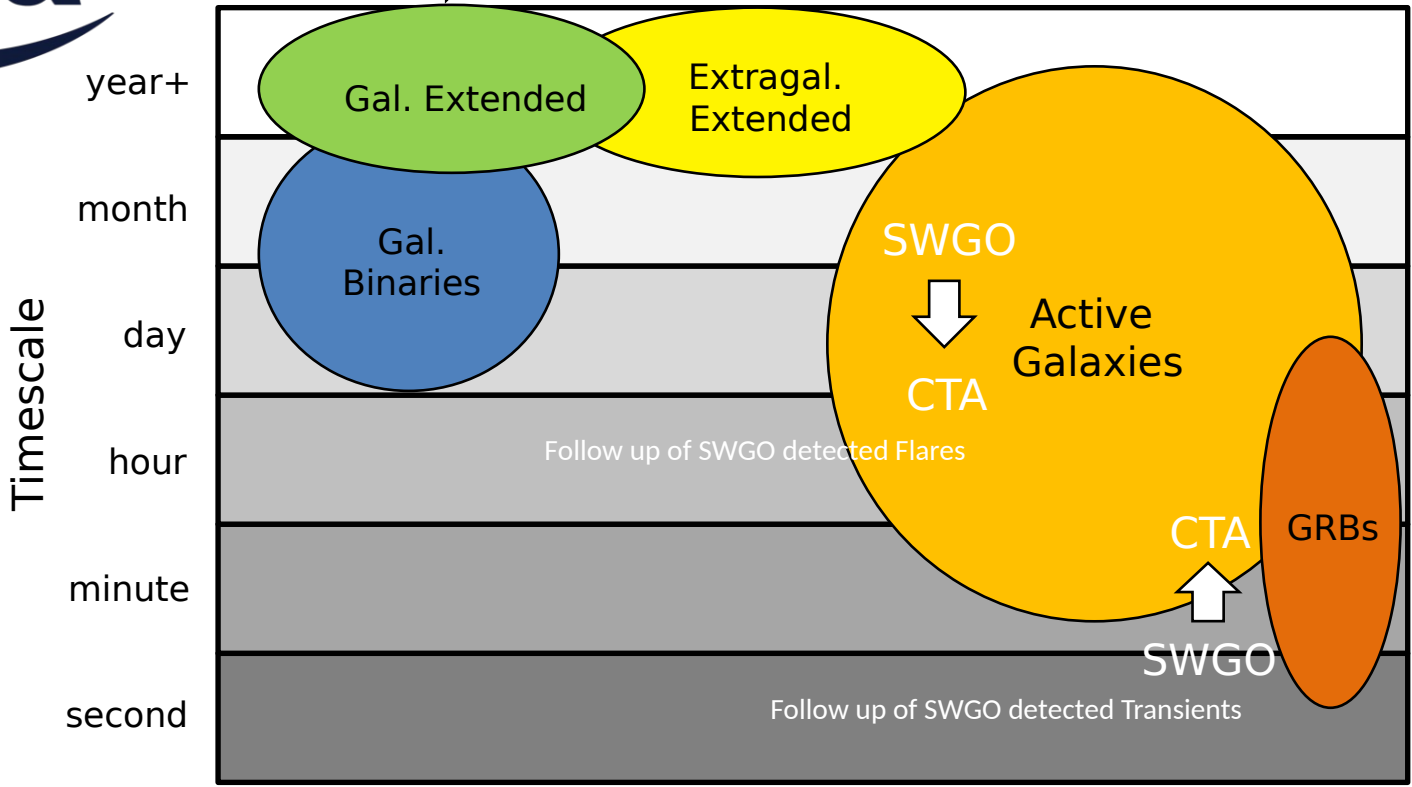 year+
month
day
hour
minute
second
Timescale
Gal. Extended
Extragal.
Extended
Gal.
Binaries
SWGO
CTA
Active
Galaxies
Follow up of SWGO detected Flares
CTA
GRBs
SWGO
Follow up of SWGO detected Transients